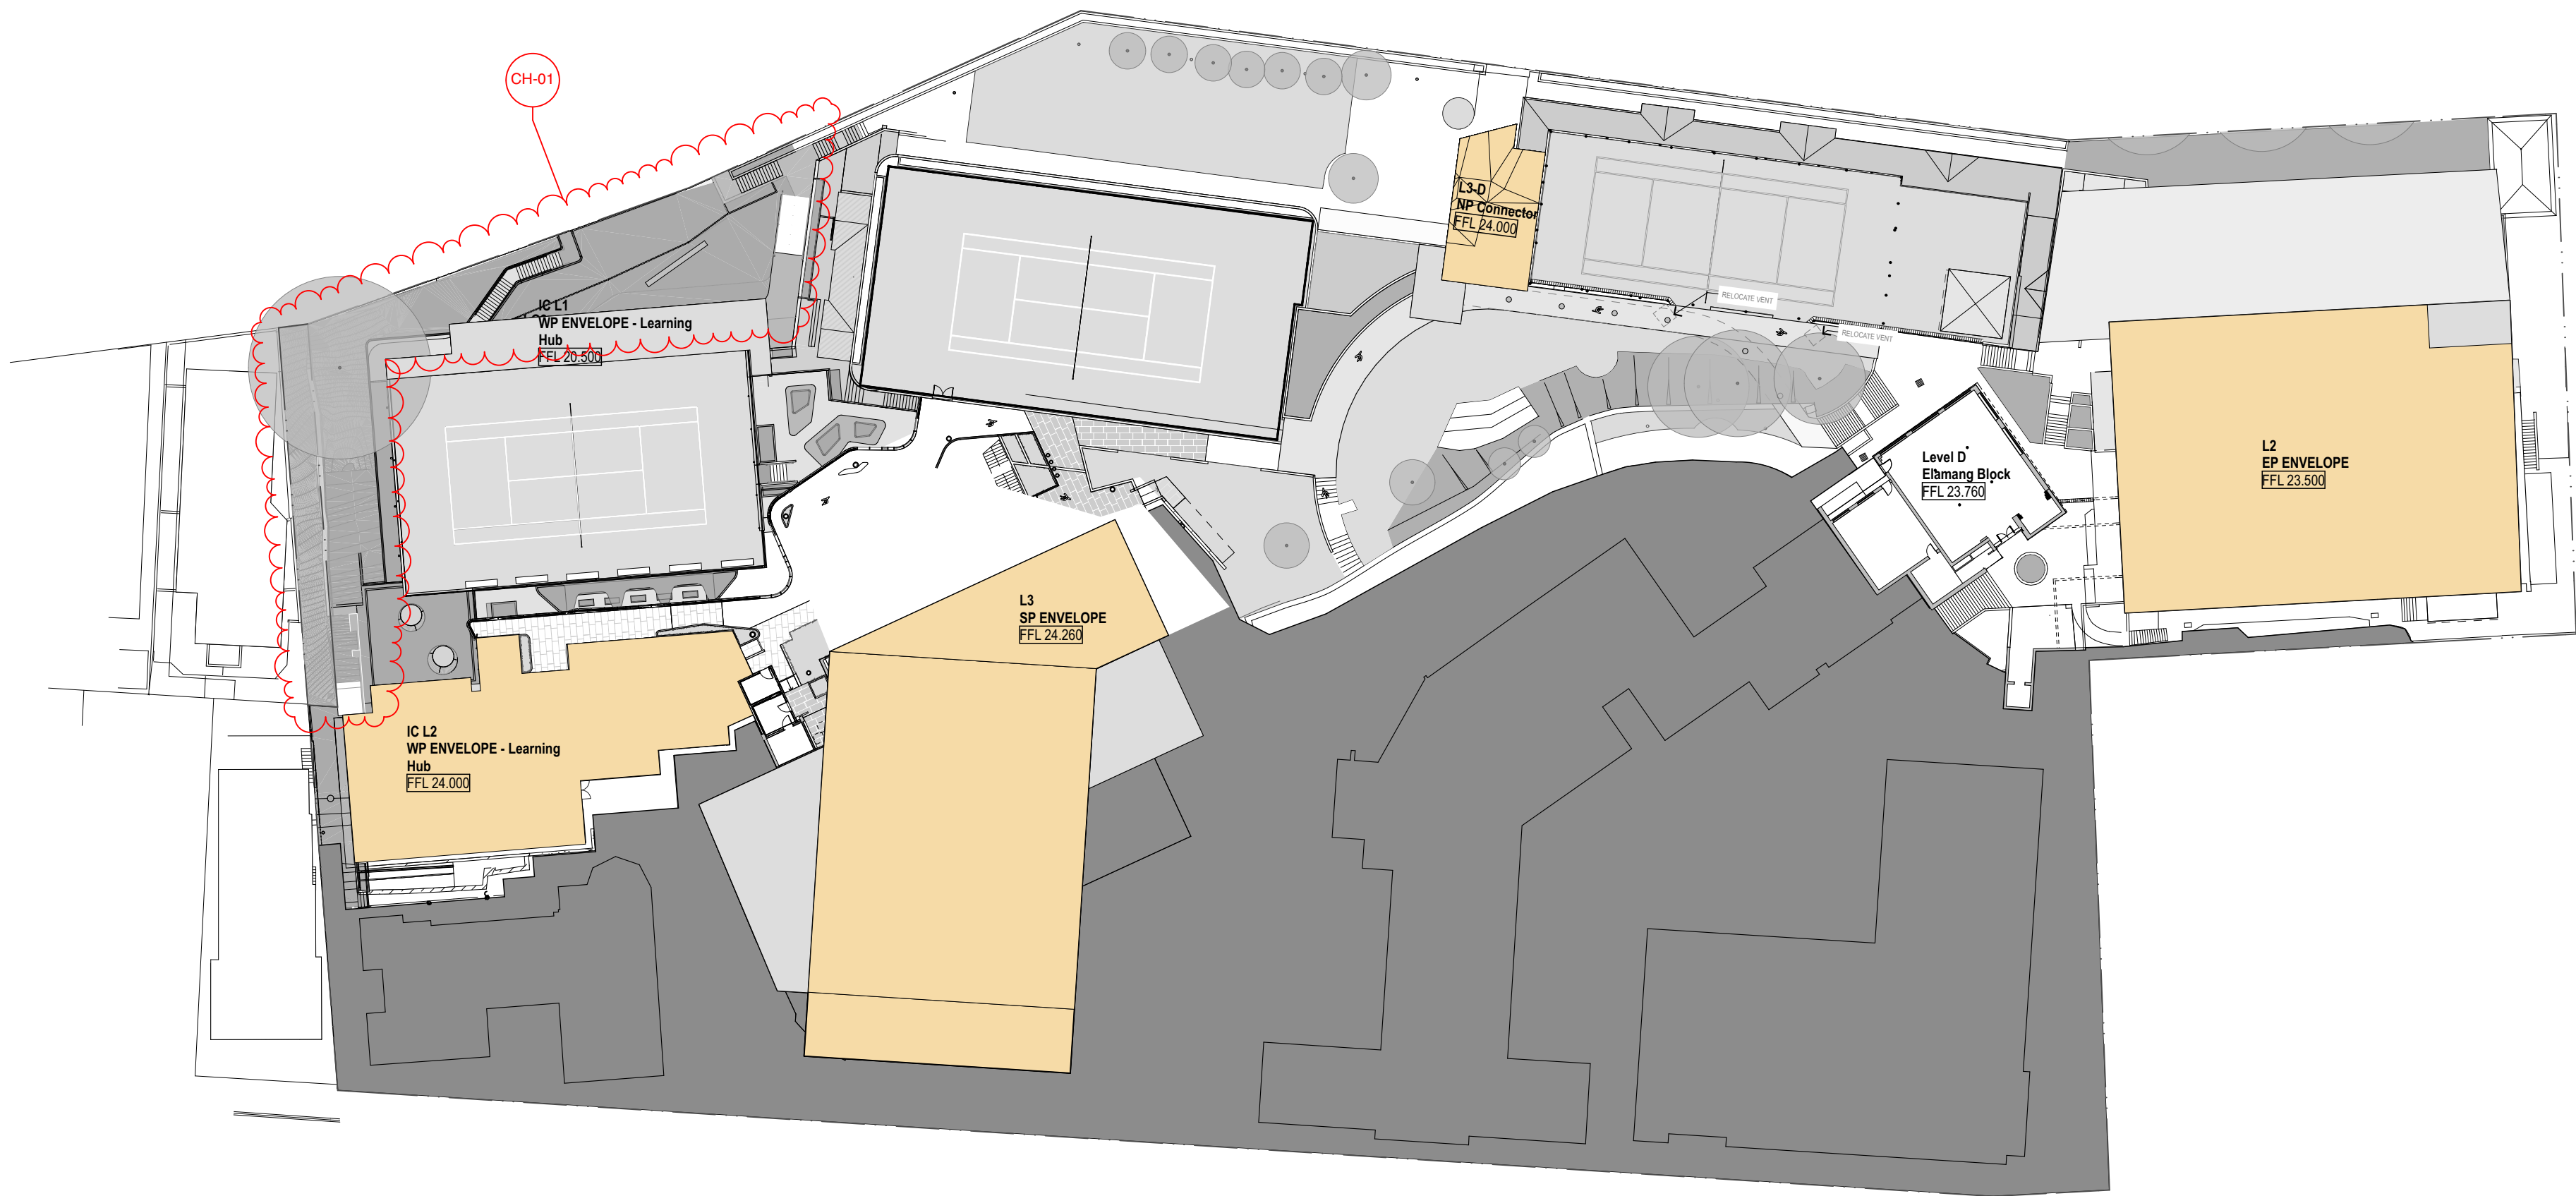 CH-01
L3-D
NP Connector
FFL 24.000
RELOCATE VENT
RELOCATE VENT
IC L1
WP ENVELOPE - Learning
Hub
FFL 20.500
Level D
Elamang Block
FFL 23.760
L2
EP ENVELOPE
FFL 23.500
L3
SP ENVELOPE
FFL 24.260
IC L2
WP ENVELOPE - Learning
Hub
FFL 24.000